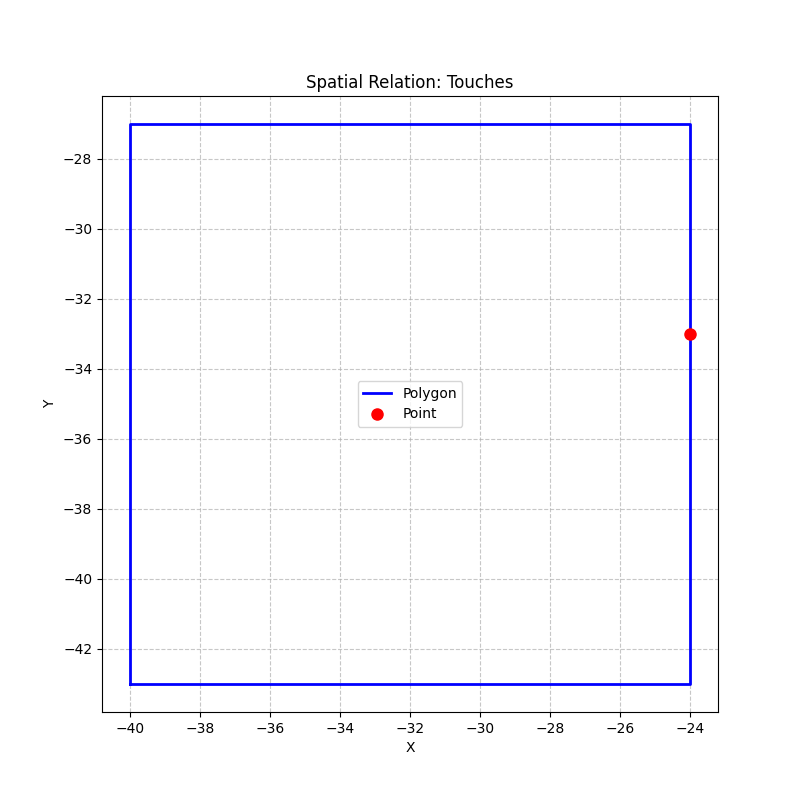 Spatial Relation: Touches
Y
−28
−30
−32
−34
−36
−38
−40
−42
Polygon
Point
−40 −38 −36 −34 −32 −30 −28 −26 −24
X